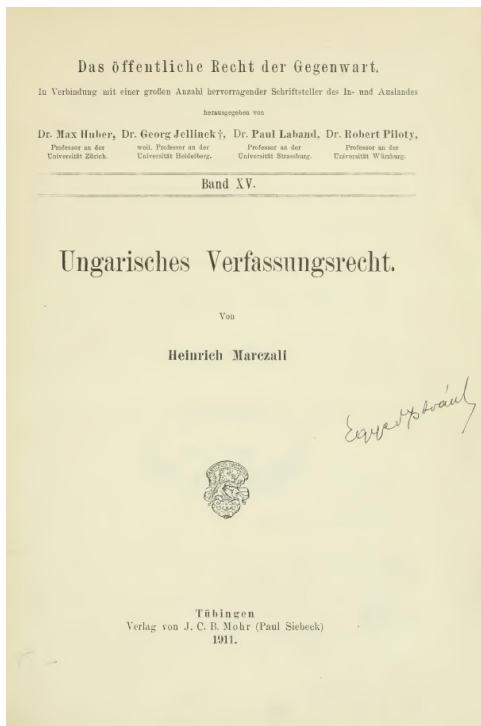 Das öffentliche Recht der Gegenwart.
In Verbindung mit einer großen Anzahl hervorragender Schriftsteller des In- und Auslandes
herausgegeben von
Dr. Max Huber, Dr. Georg Jellinek †, Dr. Paul Laband, Dr. Robert Piloty,
Professor an der weil. Professor an der Professor an der Professor an der
Universität Zürich. Universität Heidelberg. Universität Strassburg. Universität Würzburg.
Band XV.
Ungarisches Verfassungsrecht.
Von
Heinrich Marczali
Egyed István
Tübingen
Verlag von J. C. B. Mohr (Paul Siebeck)
1911.